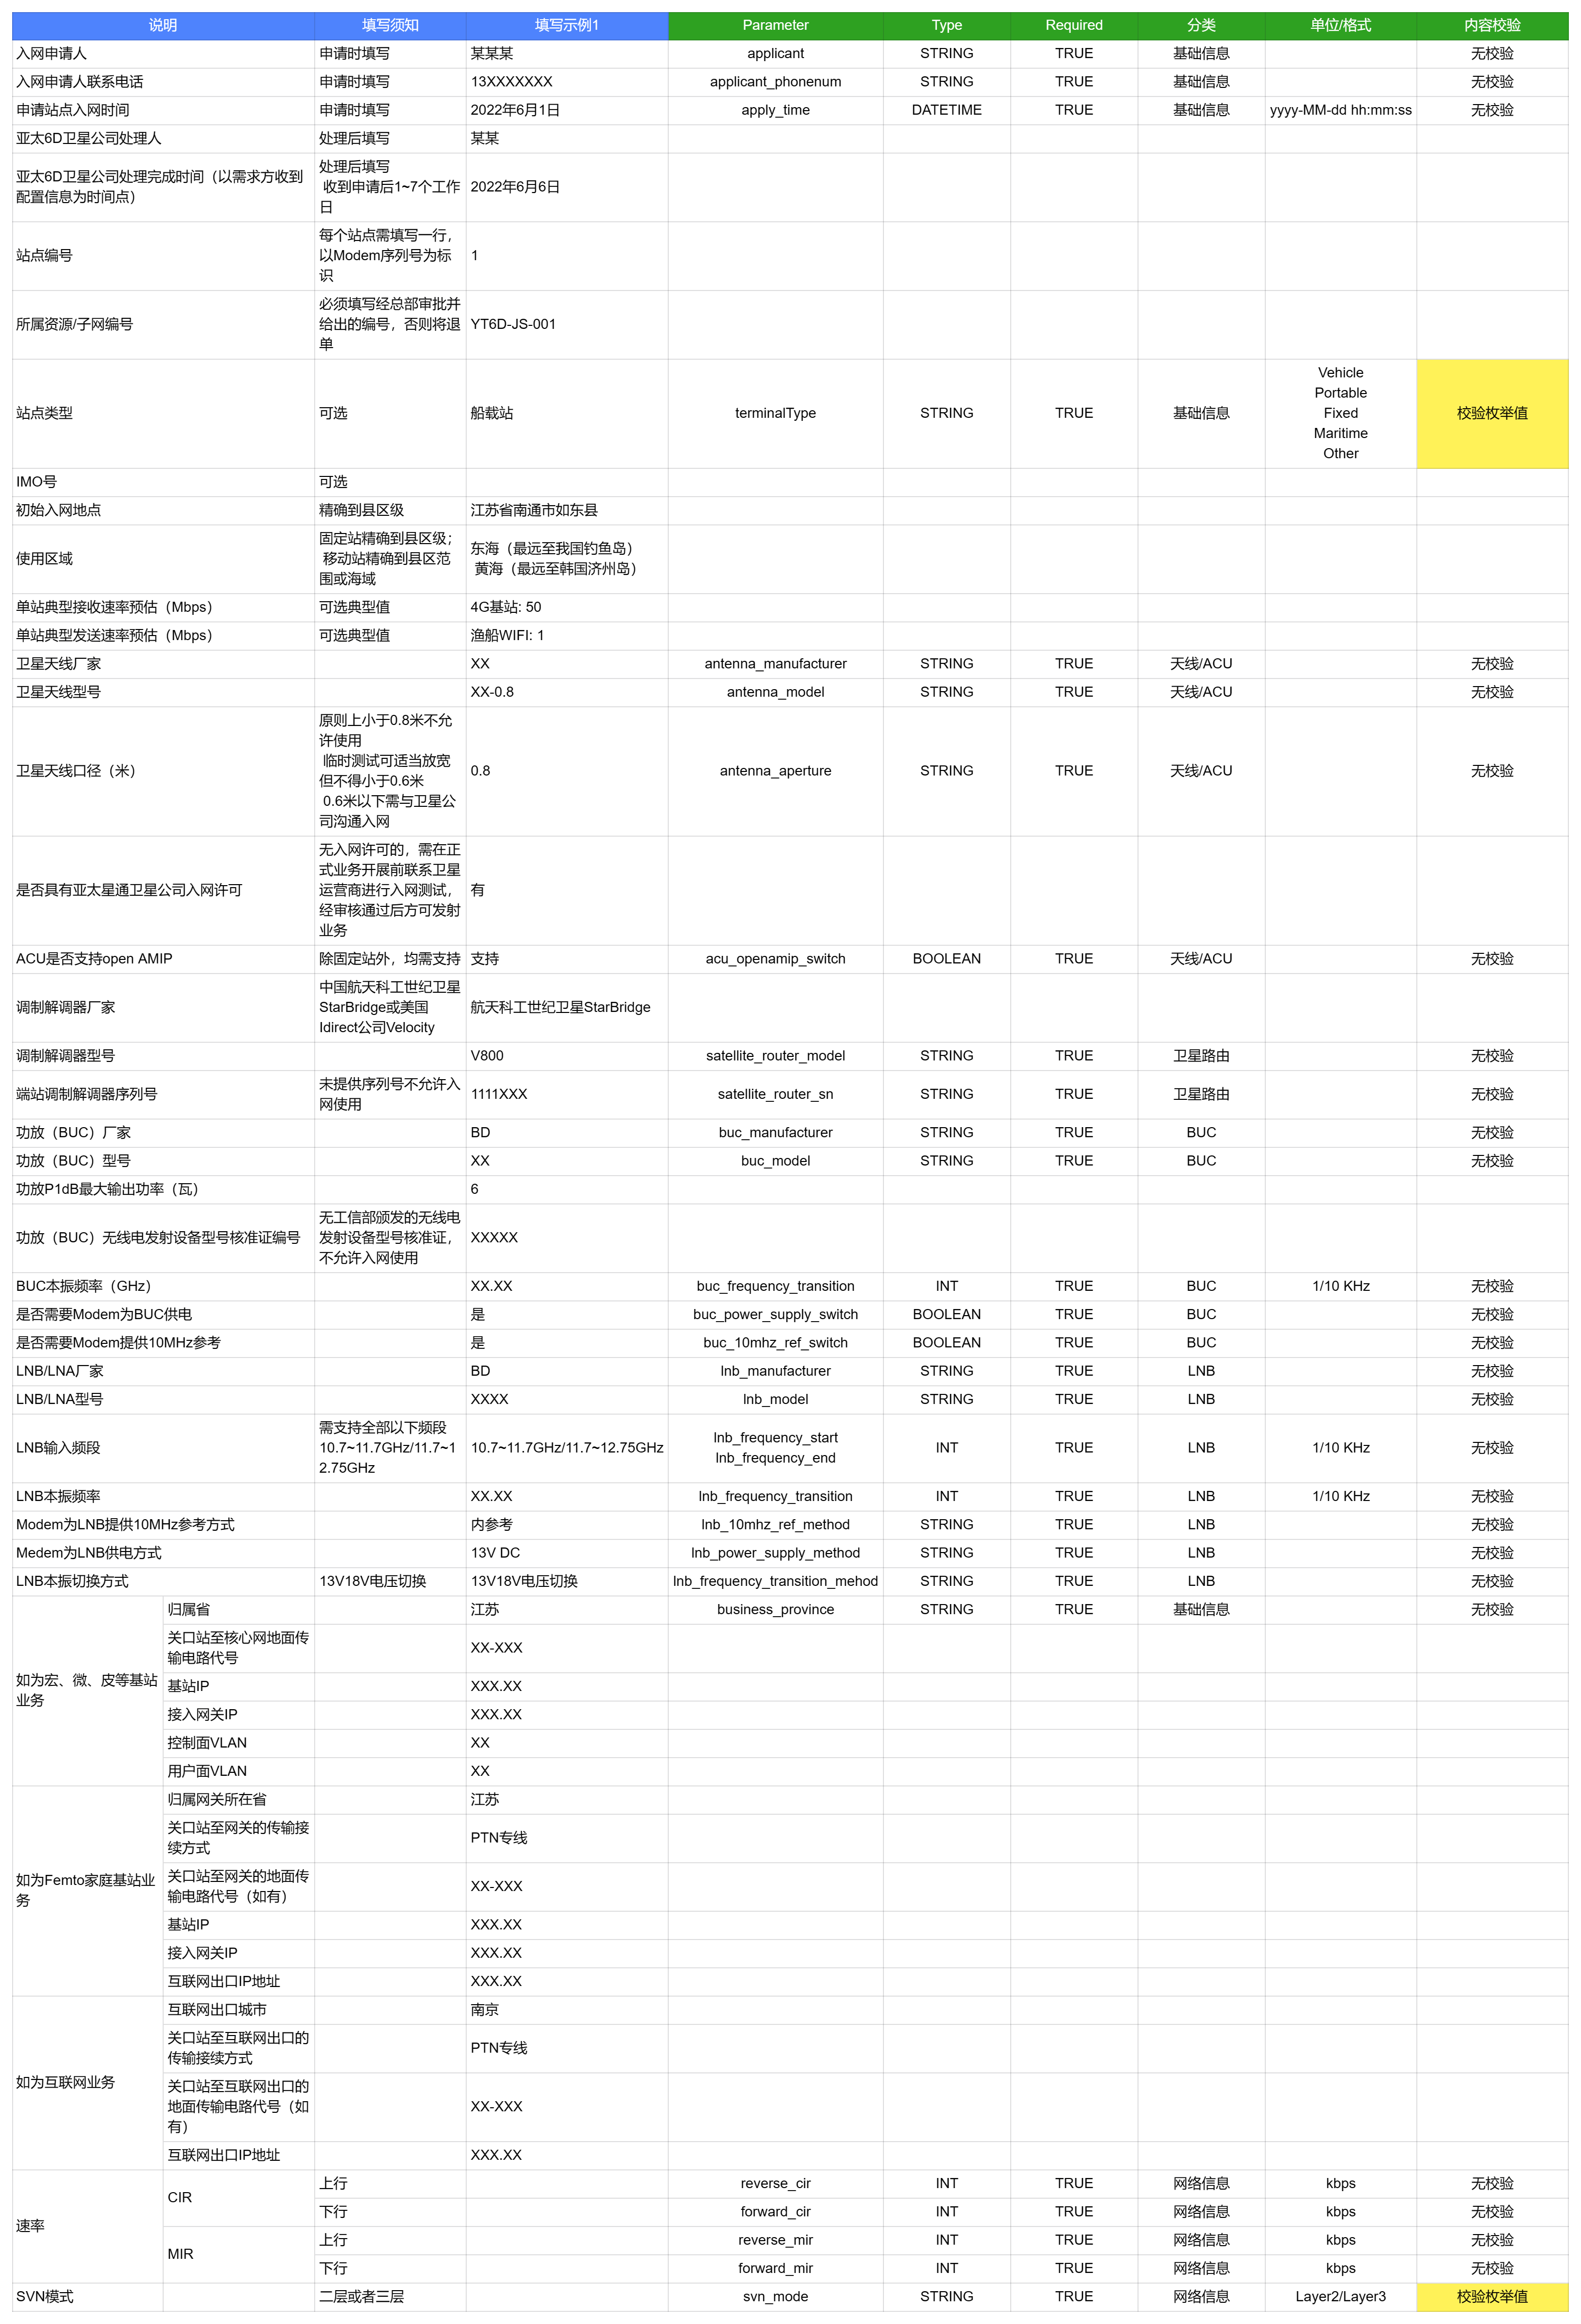 说明 填写须知 填写示例1 Parameter Type Required 分类 单位/格式 内容校验
入网申请人 申请时填写 某某某 applicant STRING TRUE 基础信息 无校验
入网申请人联系电话 申请时填写 13XXXXXXX applicant_phonenum STRING TRUE 基础信息 无校验
申请站点入网时间 申请时填写 2022年6月1日 apply_time DATETIME TRUE 基础信息 yyyy-MM-dd hh:mm:ss 无校验
亚太6D卫星公司处理人 处理后填写 某某
亚太6D卫星公司处理完成时间（以需求方收到
配置信息为时间点）
处理后填写
收到申请后1~7个工作
日
2022年6月6日
站点编号
每个站点需填写一行，
以Modem序列号为标
识
1
所属资源/子网编号
必须填写经总部审批并
给出的编号，否则将退
单
YT6D-JS-001
站点类型 可选 船载站 terminalType STRING TRUE 基础信息
Vehicle
Portable
Fixed
Maritime
Other
校验枚举值
IMO号 可选
初始入网地点 精确到县区级 江苏省南通市如东县
使用区域
固定站精确到县区级；
移动站精确到县区范
围或海域
东海（最远至我国钓鱼岛）
黄海（最远至韩国济州岛）
单站典型接收速率预估（Mbps） 可选典型值 4G基站: 50
单站典型发送速率预估（Mbps） 可选典型值 渔船WIFI: 1
卫星天线厂家 XX antenna_manufacturer STRING TRUE 天线/ACU 无校验
卫星天线型号 XX-0.8 antenna_model STRING TRUE 天线/ACU 无校验
卫星天线口径（米）
原则上小于0.8米不允
许使用
临时测试可适当放宽
但不得小于0.6米
0.6米以下需与卫星公
司沟通入网
0.8 antenna_aperture STRING TRUE 天线/ACU 无校验
是否具有亚太星通卫星公司入网许可
无入网许可的，需在正
式业务开展前联系卫星
运营商进行入网测试，
经审核通过后方可发射
业务
有
ACU是否支持open AMIP 除固定站外，均需支持 支持 acu_openamip_switch BOOLEAN TRUE 天线/ACU 无校验
调制解调器厂家
中国航天科工世纪卫星
StarBridge或美国
Idirect公司Velocity
航天科工世纪卫星StarBridge
调制解调器型号 V800 satellite_router_model STRING TRUE 卫星路由 无校验
端站调制解调器序列号
未提供序列号不允许入
网使用
1111XXX satellite_router_sn STRING TRUE 卫星路由 无校验
功放（BUC）厂家 BD buc_manufacturer STRING TRUE BUC 无校验
功放（BUC）型号 XX buc_model STRING TRUE BUC 无校验
功放P1dB最大输出功率（瓦） 6
功放（BUC）无线电发射设备型号核准证编号
无工信部颁发的无线电
发射设备型号核准证，
不允许入网使用
XXXXX
BUC本振频率（GHz） XX.XX buc_frequency_transition INT TRUE BUC 1/10 KHz 无校验
是否需要Modem为BUC供电 是 buc_power_supply_switch BOOLEAN TRUE BUC 无校验
是否需要Modem提供10MHz参考 是 buc_10mhz_ref_switch BOOLEAN TRUE BUC 无校验
LNB/LNA厂家 BD lnb_manufacturer STRING TRUE LNB 无校验
LNB/LNA型号 XXXX lnb_model STRING TRUE LNB 无校验
LNB输入频段
需支持全部以下频段
10.7~11.7GHz/11.7~1
2.75GHz
10.7~11.7GHz/11.7~12.75GHz
lnb_frequency_start
lnb_frequency_end
INT TRUE LNB 1/10 KHz 无校验
LNB本振频率 XX.XX lnb_frequency_transition INT TRUE LNB 1/10 KHz 无校验
Modem为LNB提供10MHz参考方式 内参考 lnb_10mhz_ref_method STRING TRUE LNB 无校验
Medem为LNB供电方式 13V DC lnb_power_supply_method STRING TRUE LNB 无校验
LNB本振切换方式 13V18V电压切换 13V18V电压切换 lnb_frequency_transition_mehod STRING TRUE LNB 无校验
如为宏、微、皮等基站
业务
归属省 江苏 business_province STRING TRUE 基础信息 无校验
关口站至核心网地面传
输电路代号
XX-XXX
基站IP XXX.XX
接入网关IP XXX.XX
控制面VLAN XX
用户面VLAN XX
如为Femto家庭基站业
务
归属网关所在省 江苏
关口站至网关的传输接
续方式
PTN专线
关口站至网关的地面传
输电路代号（如有）
XX-XXX
基站IP XXX.XX
接入网关IP XXX.XX
互联网出口IP地址 XXX.XX
如为互联网业务
互联网出口城市 南京
关口站至互联网出口的
传输接续方式
PTN专线
关口站至互联网出口的
地面传输电路代号（如
有）
XX-XXX
互联网出口IP地址 XXX.XX
速率
CIR
上行 reverse_cir INT TRUE 网络信息 kbps 无校验
下行 forward_cir INT TRUE 网络信息 kbps 无校验
MIR
上行 reverse_mir INT TRUE 网络信息 kbps 无校验
下行 forward_mir INT TRUE 网络信息 kbps 无校验
SVN模式 二层或者三层 svn_mode STRING TRUE 网络信息 Layer2/Layer3 校验枚举值